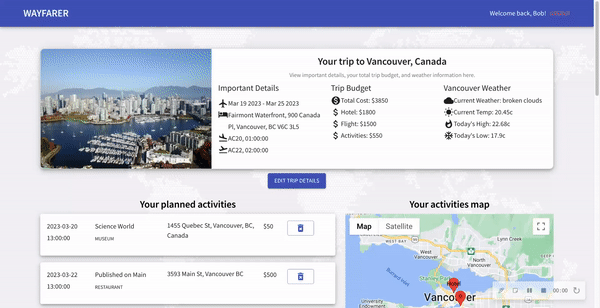 WAYFARER
Welcome back, Bob!
Your trip to Vancouver, Canada
View important details, your total trip budget, and weather information here.
Important Details
Mar 19 2023 - Mar 25 2023
Fairmont Waterfront, 900 Canada
Pl, Vancouver, BC V6C 3L5
AC20, 01:00:00
AC22, 02:00:00
Trip Budget
Total Cost: $3850
Hotel: $1800
Flight: $1500
Activities: $550
Vancouver Weather
Current Weather: broken clouds
Current Temp: 20.45c
Today's High: 22.68c
Today's Low: 17.9c
EDIT TRIP DETAILS
Your planned activities
2023-03-20
13:00:00
Science World
MUSEUM
1455 Quebec St, Vancouver, BC,
Canada
$50
2023-03-22
13:00:00
Published on Main
RESTAURANT
3593 Main St, Vancouver BC
$500
Your activities map
Map
Satellite
Lynn Creek
WEST BAY
Burrard Inlet
Hotel
Vancouver
00:00